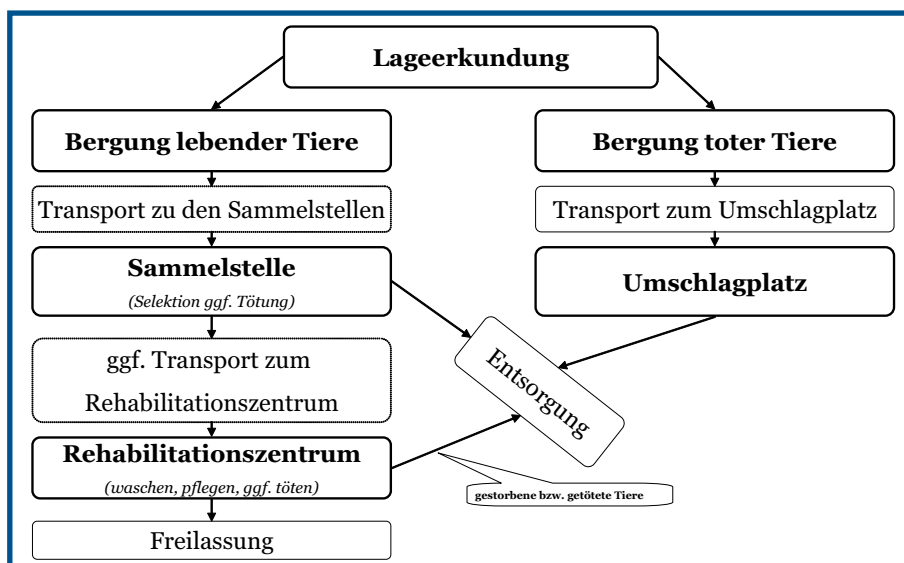 Lageerkundung
Bergung lebender Tiere
Bergung toter Tiere
Transport zu den Sammelstellen
Transport zum Umschlagplatz
Sammelstelle
(Selektion ggf. Tötung)
Umschlagplatz
ggf. Transport zum
Rehabilitationszentrum
Entsorgung
Rehabilitationszentrum
(waschen, pflegen, ggf. töten)
gestorbene bzw. getötete Tiere
Freilassung